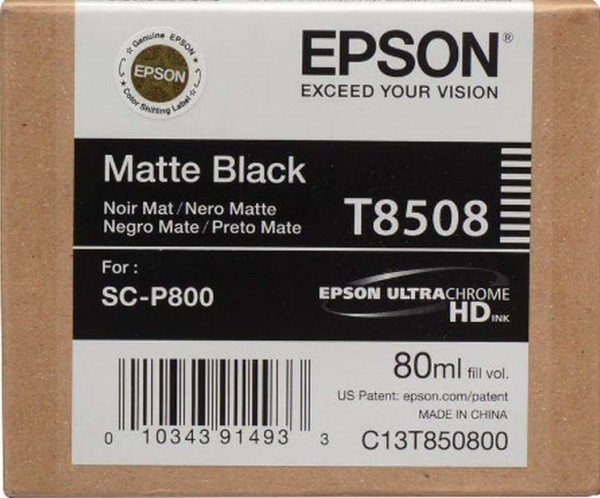 Genuine EPSON
EPSON
Color Shifting Label
EPSON®
EXCEED YOUR VISION
Matte Black
Noir Mat / Nero Matte
Negro Mate / Preto Mate
T8508
For :
SC-P800
EPSON ULTRACHROME
HD INK
80ml fill vol.
US Patent: epson.com/patent
MADE IN CHINA
0 10343 91493 3
C13T850800